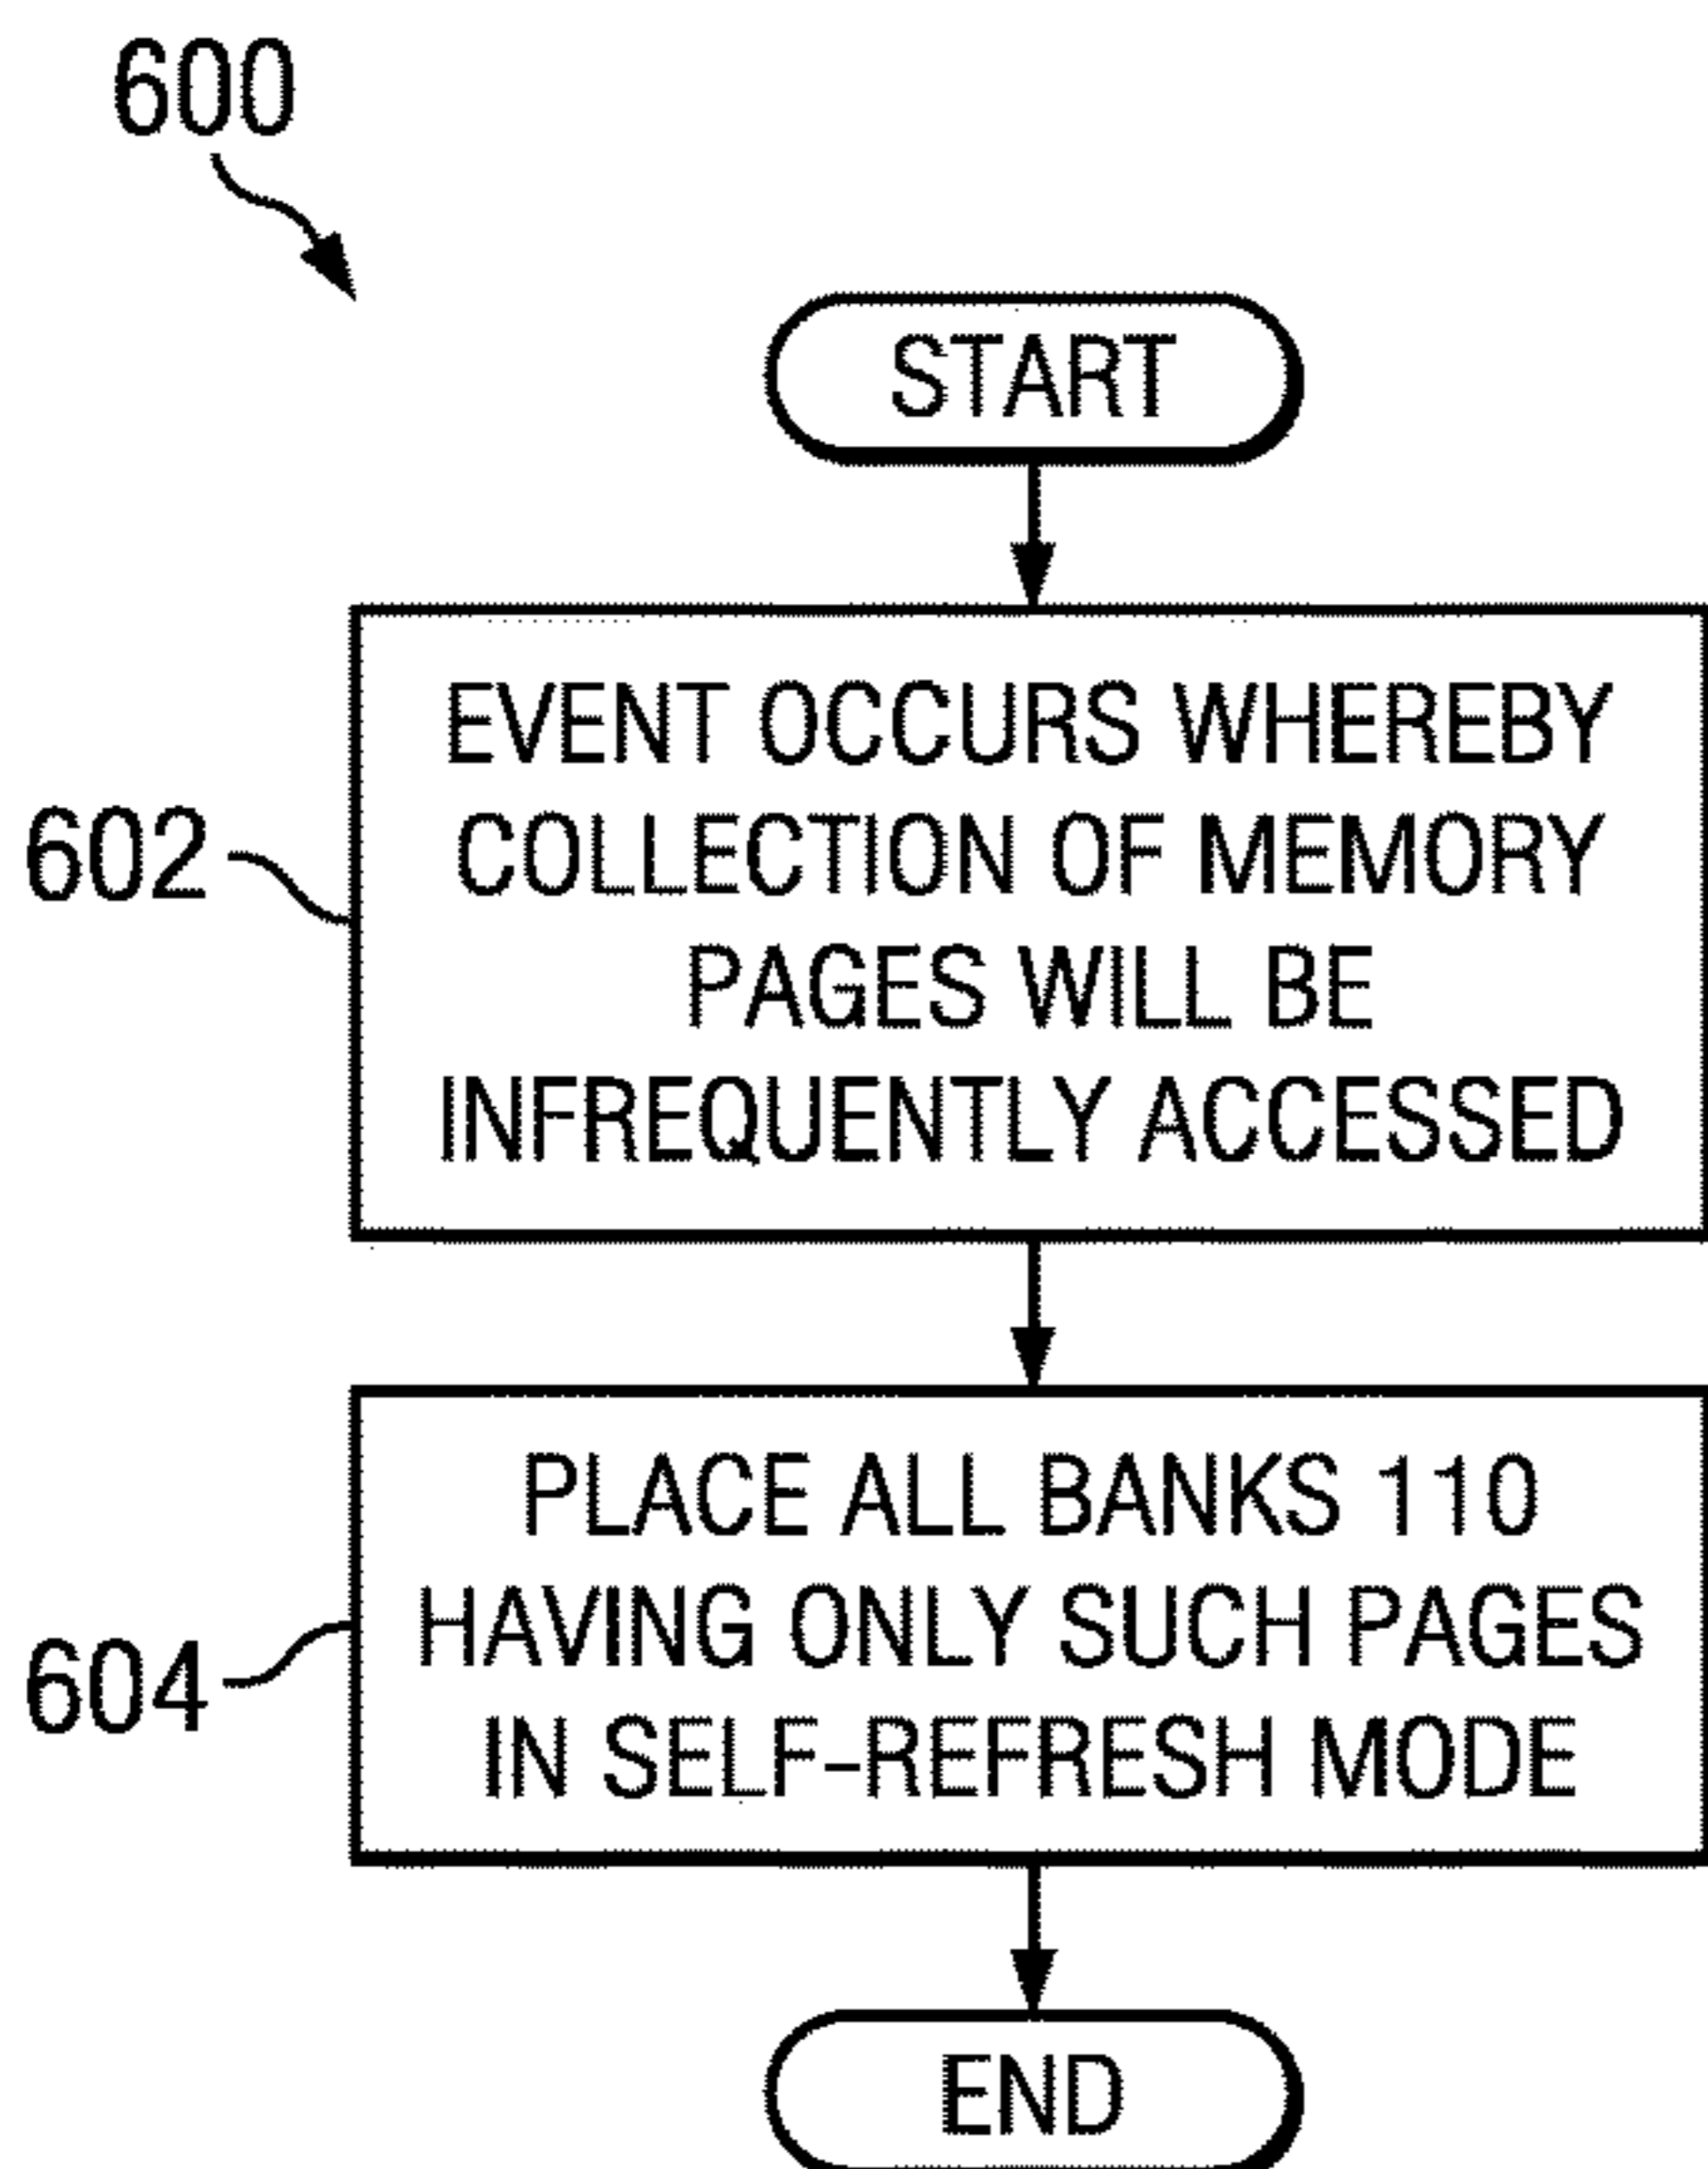 600
START
602
EVENT OCCURS WHEREBY
COLLECTION OF MEMORY
PAGES WILL BE
INFREQUENTLY ACCESSED
604
PLACE ALL BANKS 110
HAVING ONLY SUCH PAGES
IN SELF-REFRESH MODE
END